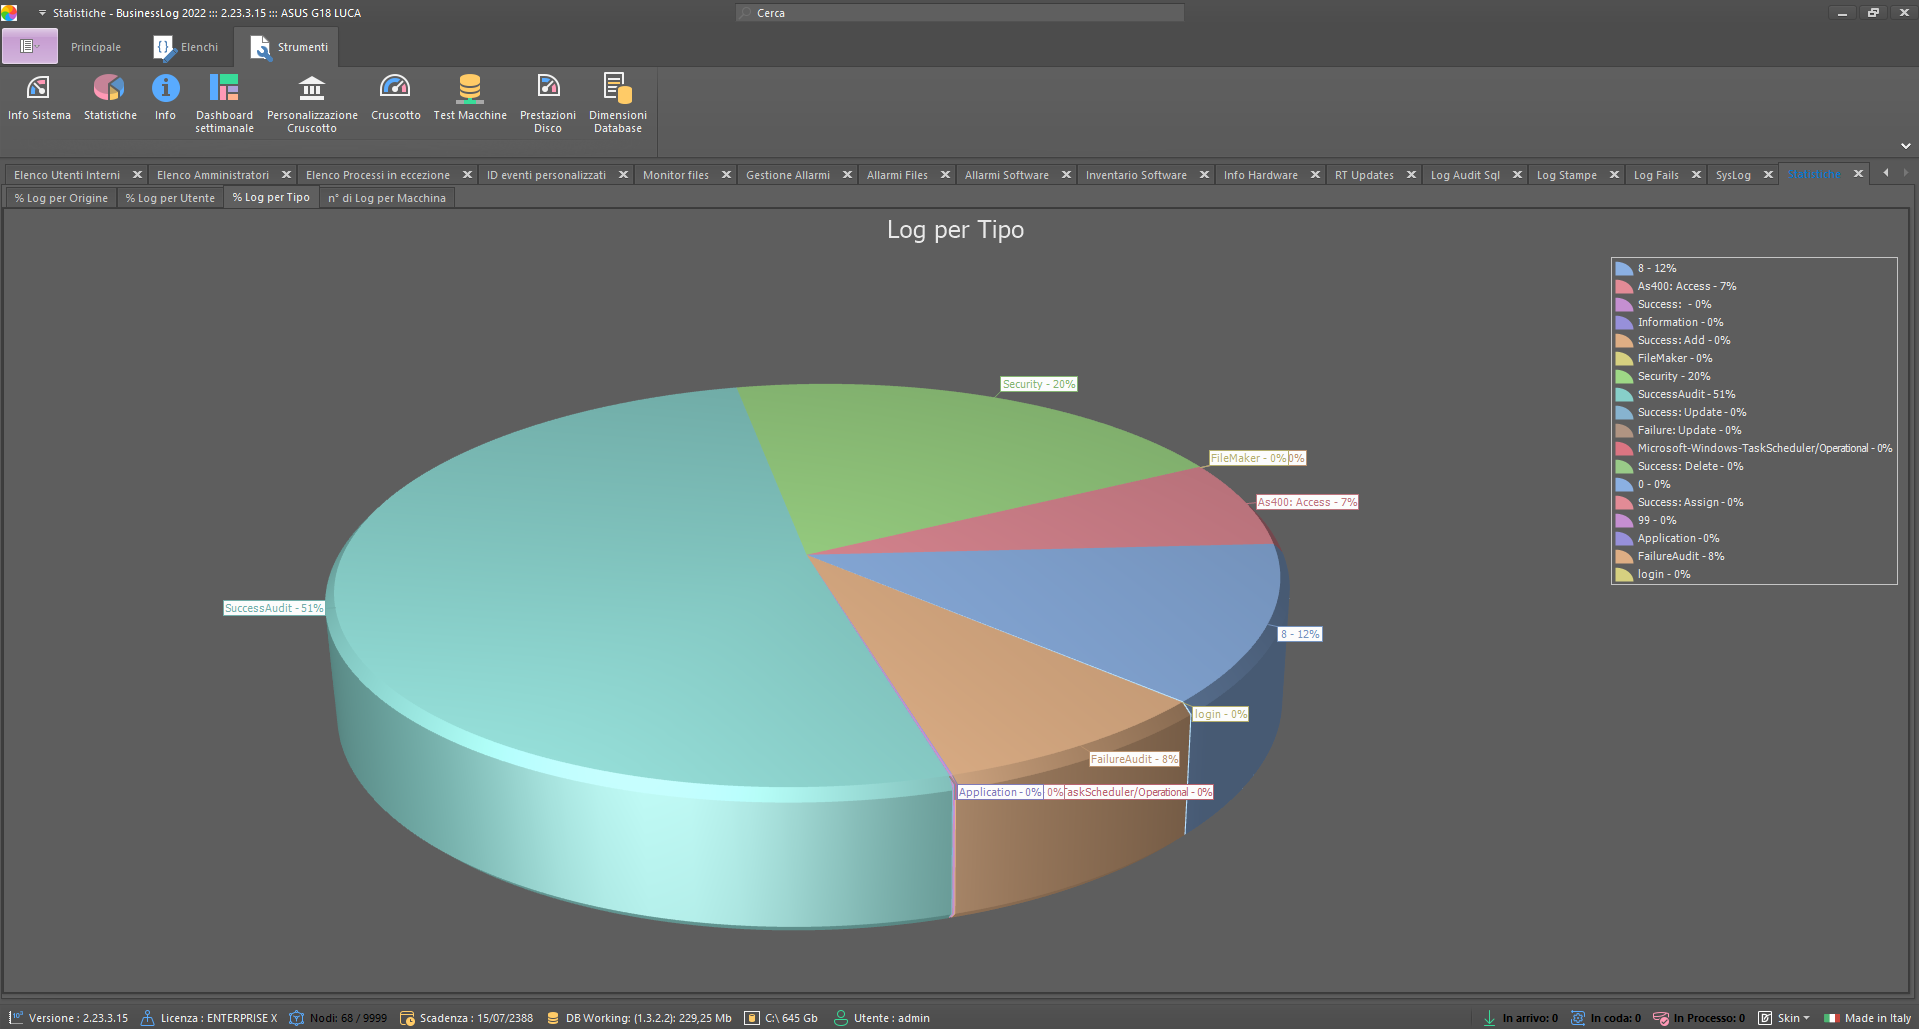 Statistiche - BusinessLog 2022 ::: 2.23.3.15 ::: ASUS G18 LUCA
Cerca
Principale
Elenchi
Strumenti
Info Sistema
Statistiche
Info
Dashboard settimanale
Personalizzazione Cruscotto
Cruscotto
Test Macchine
Prestazioni Disco
Dimensioni Database
Elenco Utenti Interni
Elenco Amministratori
Elenco Processi in eccezione
ID eventi personalizzati
Monitor files
Gestione Allarmi
Allarmi Files
Allarmi Software
Inventario Software
Info Hardware
RT Updates
Log Audit Sql
Log Stampe
Log Fails
SysLog
Statistiche
% Log per Origine
% Log per Utente
% Log per Tipo
n° di Log per Macchina
Log per Tipo
8 - 12%
As400: Access - 7%
Success:  - 0%
Information - 0%
Success: Add - 0%
FileMaker - 0%
Security - 20%
SuccessAudit - 51%
Success: Update - 0%
Failure: Update - 0%
Microsoft-Windows-TaskScheduler/Operational - 0%
Success: Delete - 0%
0 - 0%
Success: Assign - 0%
99 - 0%
Application - 0%
FailureAudit - 8%
login - 0%
Security - 20%
FileMaker - 0%
0%
As400: Access - 7%
SuccessAudit - 51%
8 - 12%
login - 0%
FailureAudit - 8%
Application - 0%
0%
TaskScheduler/Operational - 0%
Versione : 2.23.3.15
Licenza : ENTERPRISE X
Nodi: 68 / 9999
Scadenza : 15/07/2388
DB Working: (1.3.2.2): 229,25 Mb
C:\ 645 Gb
Utente : admin
In arrivo: 0
In coda: 0
In Processo: 0
Skin
Made in Italy